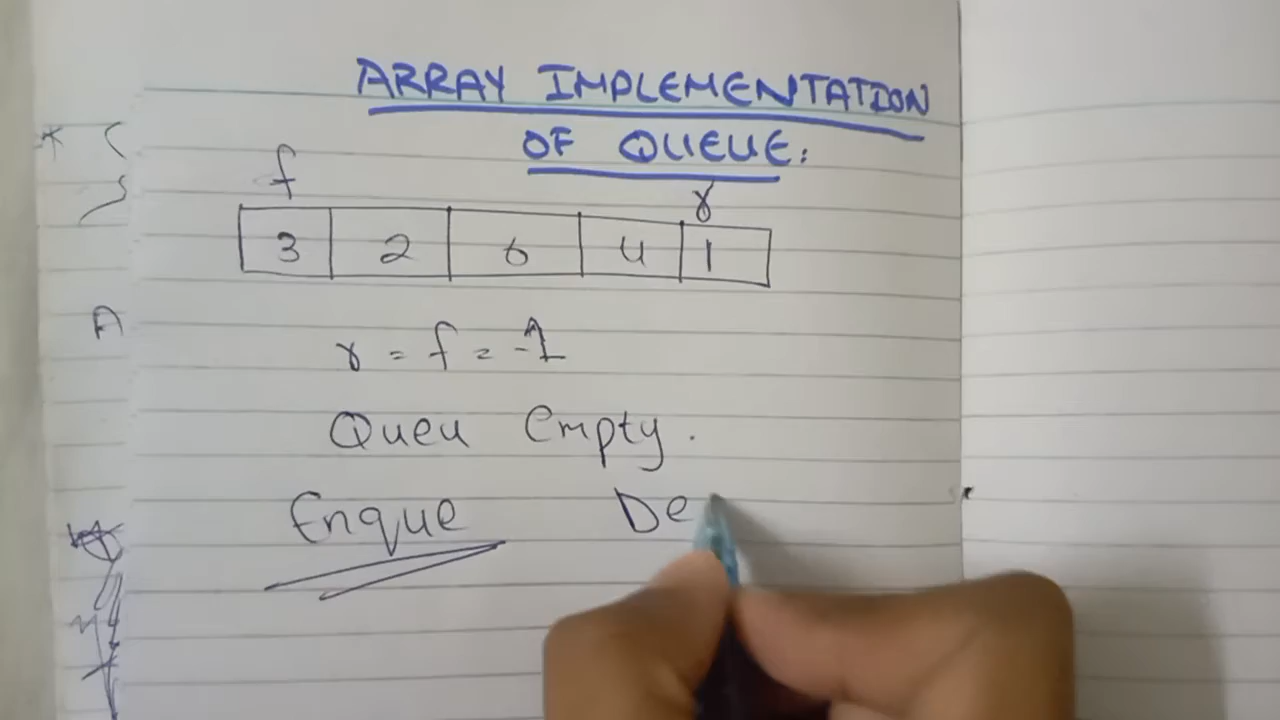 ARRAY IMPLEMENTATION
OF QUEUE.
f r
3 2 6 4 1
A
r = f = -1
Queu Empty.
Enque De